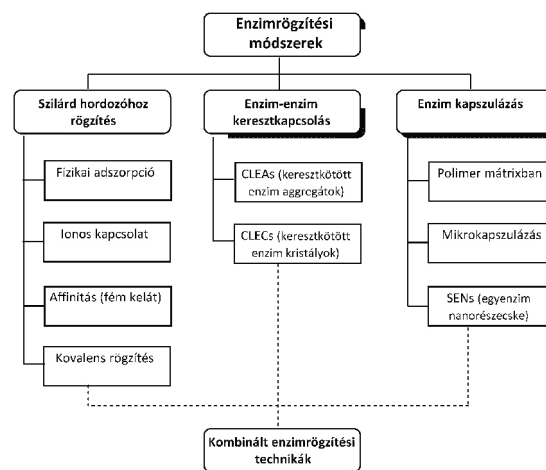 Enzimrögzítési
módszerek
Szilárd hordozóhoz
rögzítés
Enzim-enzim
keresztkapcsolás
Enzim kapszulázás
Fizikai adszorpció
Ionos kapcsolat
Affinitás (fém kelát)
Kovalens rögzítés
CLEAs (keresztkötött
enzim aggregátok)
CLECs (keresztkötött
enzim kristályok)
Polimer mátrixban
Mikrokapszulázás
SENs (egyenzim
nanorészecske)
Kombinált enzimrögzítési
technikák